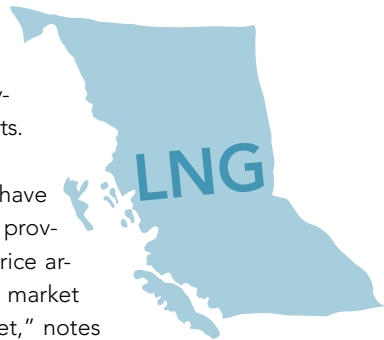 y-
ts.
have
prov-
rice ar-
market
et,” notes
LNG